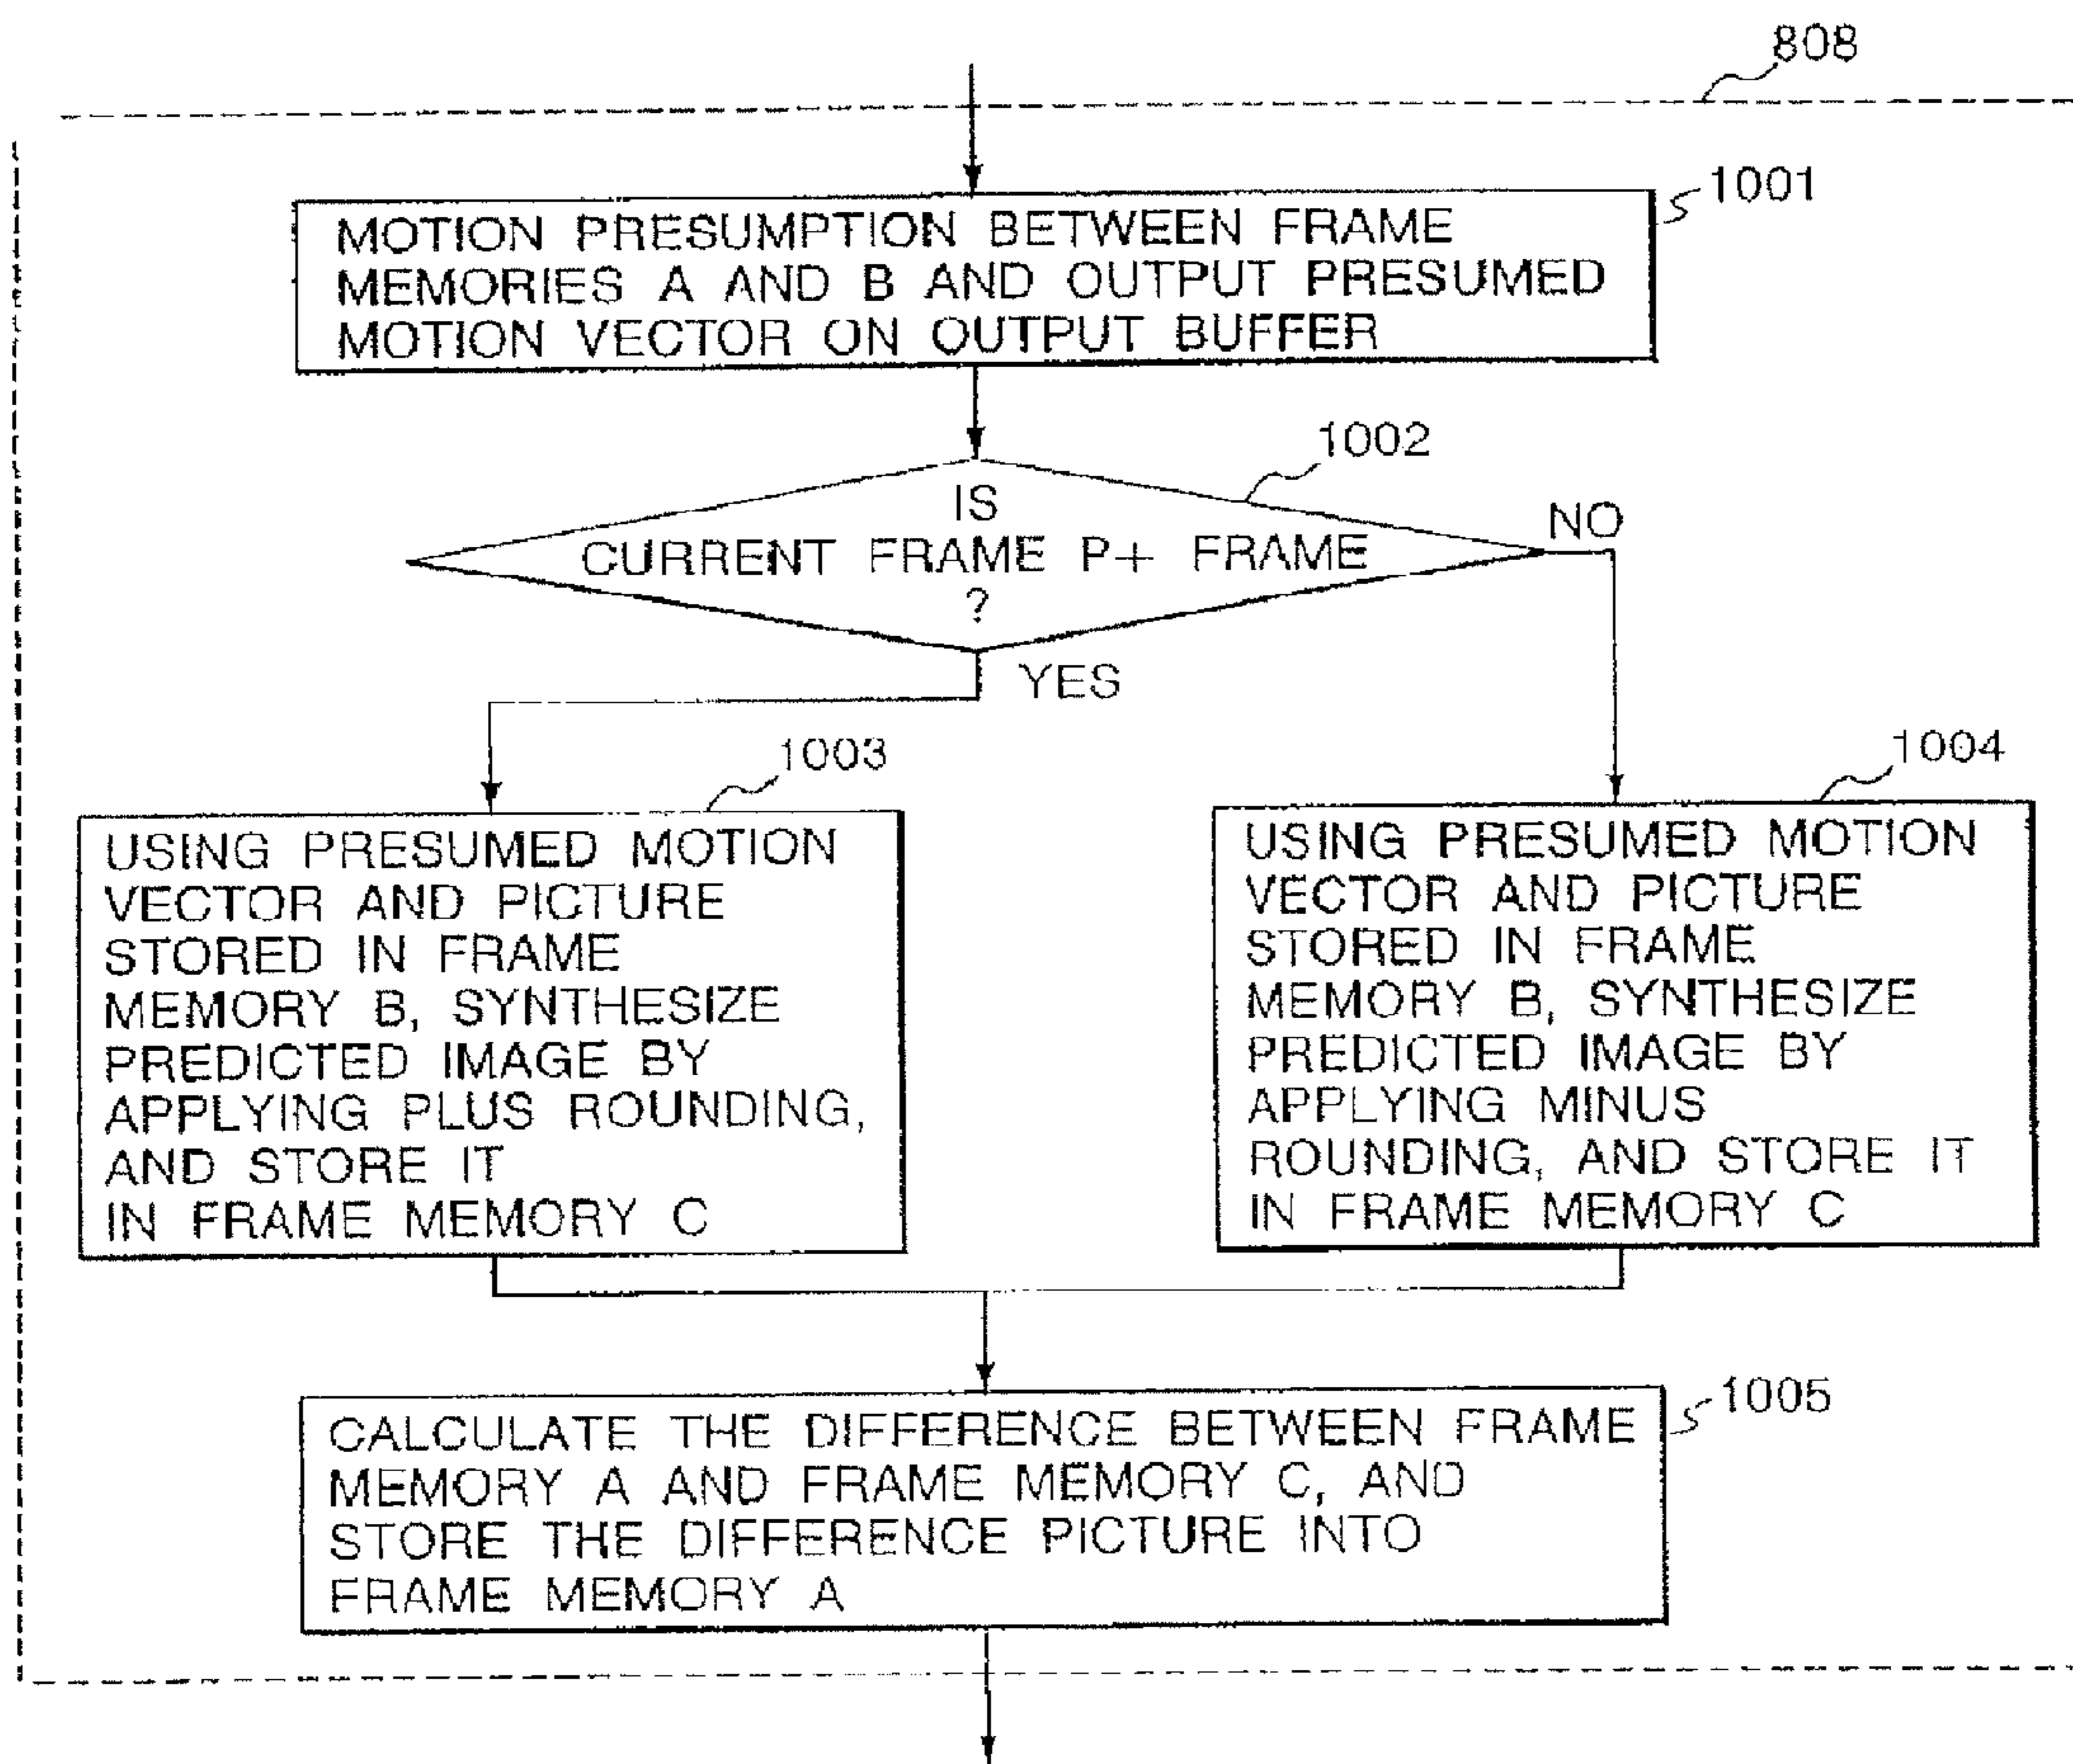 808
1001
MOTION PRESUMPTION BETWEEN FRAME
MEMORIES A AND B AND OUTPUT PRESUMED
MOTION VECTOR ON OUTPUT BUFFER
1002
IS
CURRENT FRAME P+ FRAME
?
NO
YES
1003
USING PRESUMED MOTION
VECTOR AND PICTURE
STORED IN FRAME
MEMORY B, SYNTHESIZE
PREDICTED IMAGE BY
APPLYING PLUS ROUNDING,
AND STORE IT
IN FRAME MEMORY C
1004
USING PRESUMED MOTION
VECTOR AND PICTURE
STORED IN FRAME
MEMORY B, SYNTHESIZE
PREDICTED IMAGE BY
APPLYING MINUS
ROUNDING, AND STORE IT
IN FRAME MEMORY C
1005
CALCULATE THE DIFFERENCE BETWEEN FRAME
MEMORY A AND FRAME MEMORY C, AND
STORE THE DIFFERENCE PICTURE INTO
FRAME MEMORY A